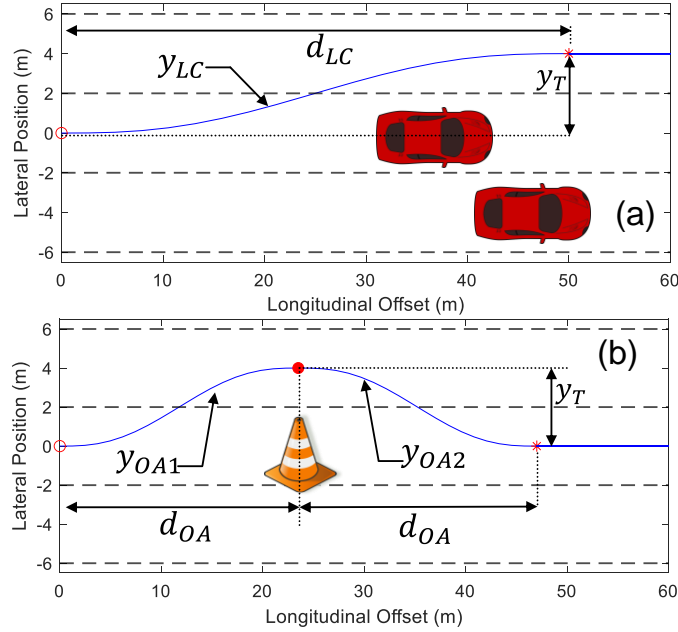 6
4
2
0
-2
-4
-6
Lateral Position (m)
d_LC
y_LC
y_T
(a)
0 10 20 30 40 50 60
Longitudinal Offset (m)
6
4
2
0
-2
-4
-6
Lateral Position (m)
(b)
y_T
y_OA1
y_OA2
d_OA
d_OA
0 10 20 30 40 50 60
Longitudinal Offset (m)